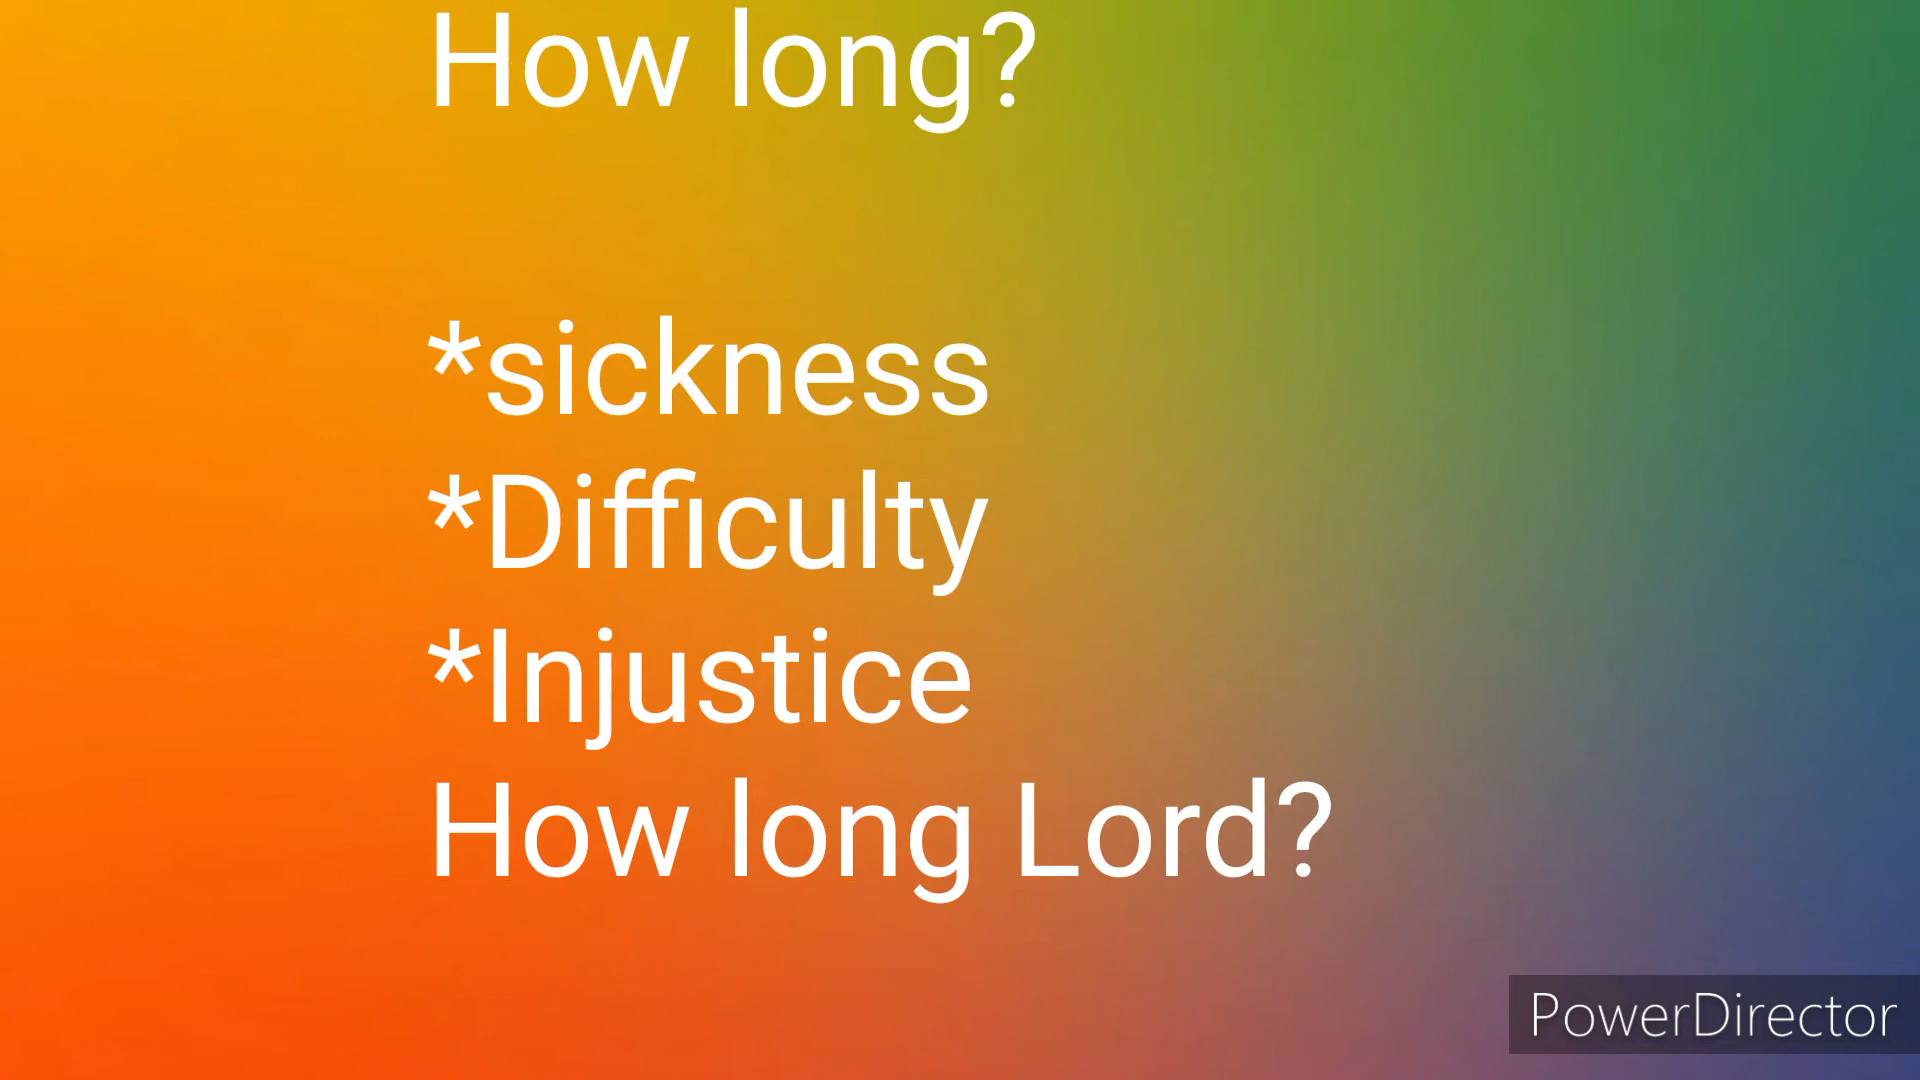 How long?
*sickness
*Difficulty
*Injustice
How long Lord?
PowerDirector